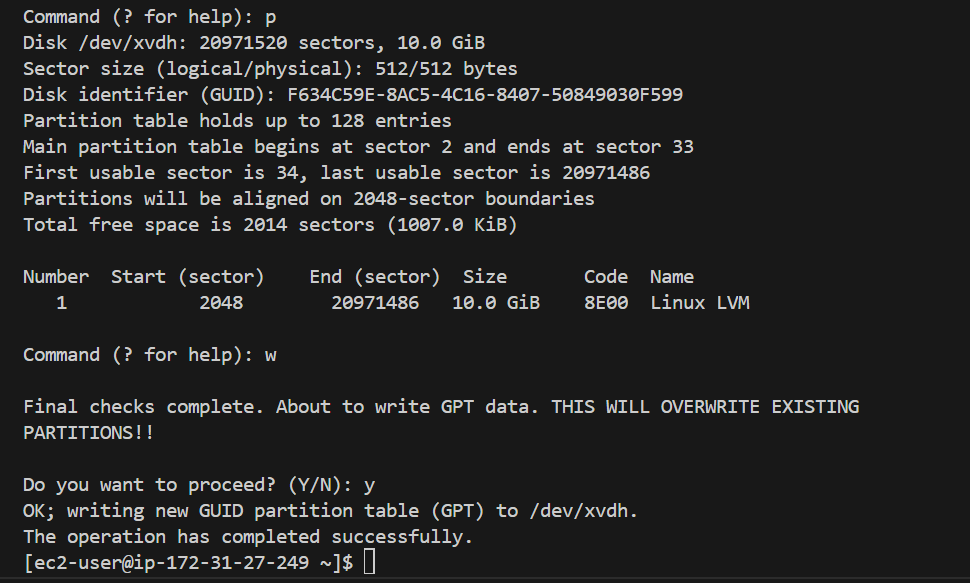 Command (? for help): p
Disk /dev/xvdh: 20971520 sectors, 10.0 GiB
Sector size (logical/physical): 512/512 bytes
Disk identifier (GUID): F634C59E-8AC5-4C16-8407-50849030F599
Partition table holds up to 128 entries
Main partition table begins at sector 2 and ends at sector 33
First usable sector is 34, last usable sector is 20971486
Partitions will be aligned on 2048-sector boundaries
Total free space is 2014 sectors (1007.0 KiB)
Number  Start (sector)    End (sector)  Size       Code  Name
   1            2048        20971486   10.0 GiB    8E00  Linux LVM
Command (? for help): w
Final checks complete. About to write GPT data. THIS WILL OVERWRITE EXISTING
PARTITIONS!!
Do you want to proceed? (Y/N): y
OK; writing new GUID partition table (GPT) to /dev/xvdh.
The operation has completed successfully.
[ec2-user@ip-172-31-27-249 ~]$